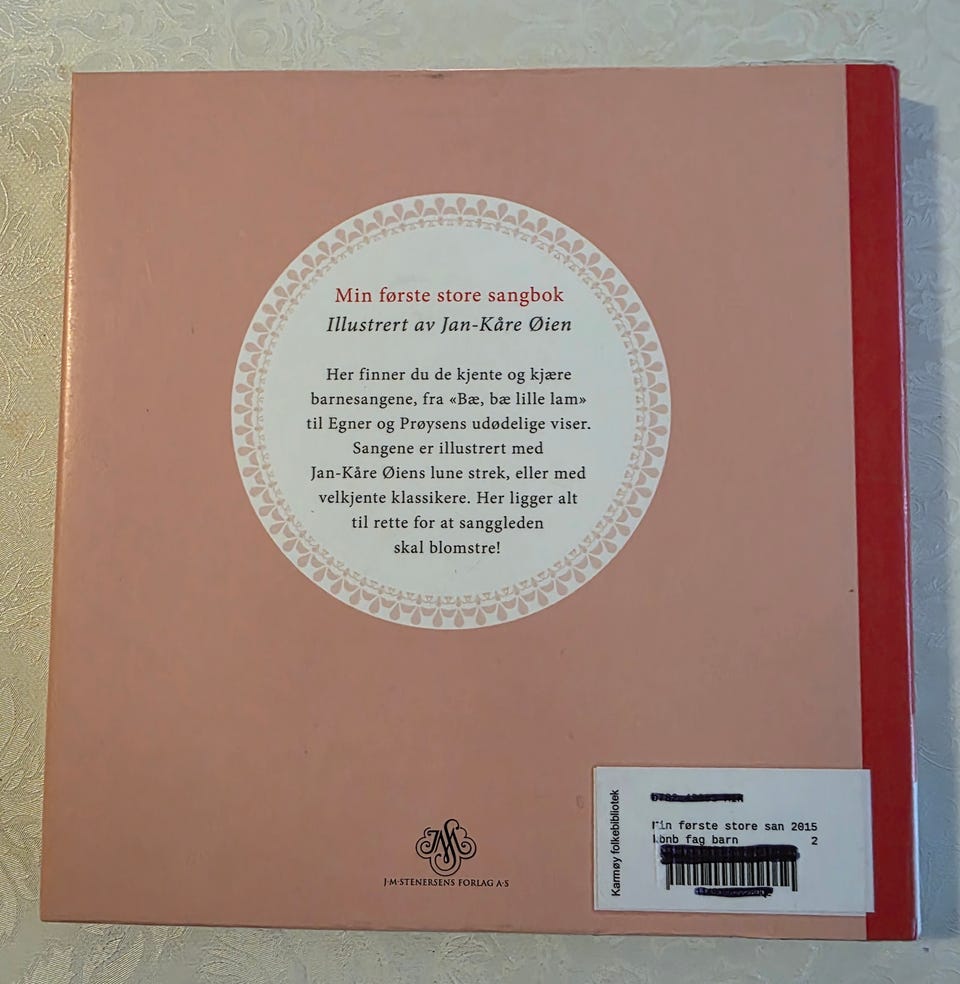 Min første store sangbok
Illustrert av Jan-Kåre Øien
Her finner du de kjente og kjære
barnesangene, fra «Bæ, bæ lille lam»
til Egner og Prøysens udødelige viser.
Sangene er illustrert med
Jan-Kåre Øiens lune strek, eller med
velkjente klassikere. Her ligger alt
til rette for at sanggleden
skal blomstre!
J·M·STENERSENS FORLAG A·S
Karmøy folkebibliotek
Min første store san 2015
fag barn 2